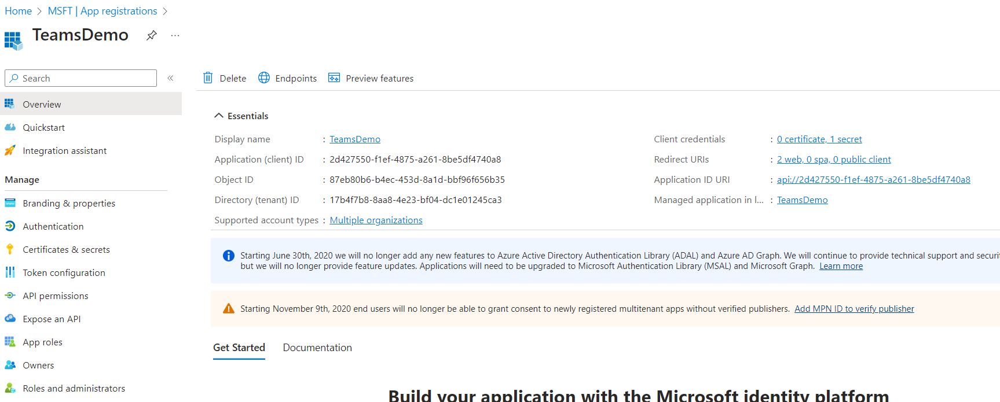 Home > MSFT | App registrations >
TeamsDemo
...
Search
«
Overview
Quickstart
Integration assistant
Manage
Branding & properties
Authentication
Certificates & secrets
Token configuration
API permissions
Expose an API
App roles
Owners
Roles and administrators
Delete Endpoints Preview features
Essentials
Display name : TeamsDemo
Application (client) ID : 2d427550-f1ef-4875-a261-8be5df4740a8
Object ID : 87eb80b6-b4ec-453d-8a1d-bbf96f656b35
Directory (tenant) ID : 17b4f7b8-8aa8-4e23-bf04-dc1e01245ca3
Supported account types : Multiple organizations
Client credentials : 0 certificate, 1 secret
Redirect URIs : 2 web, 0 spa, 0 public client
Application ID URI : api://2d427550-f1ef-4875-a261-8be5df4740a8
Managed application in l... : TeamsDemo
Starting June 30th, 2020 we will no longer add any new features to Azure Active Directory Authentication Library (ADAL) and Azure AD Graph. We will continue to provide technical support and securit
but we will no longer provide feature updates. Applications will need to be upgraded to Microsoft Authentication Library (MSAL) and Microsoft Graph. Learn more
Starting November 9th, 2020 end users will no longer be able to grant consent to newly registered multitenant apps without verified publishers. Add MPN ID to verify publisher
Get Started Documentation
Build your application with the Microsoft identity platform